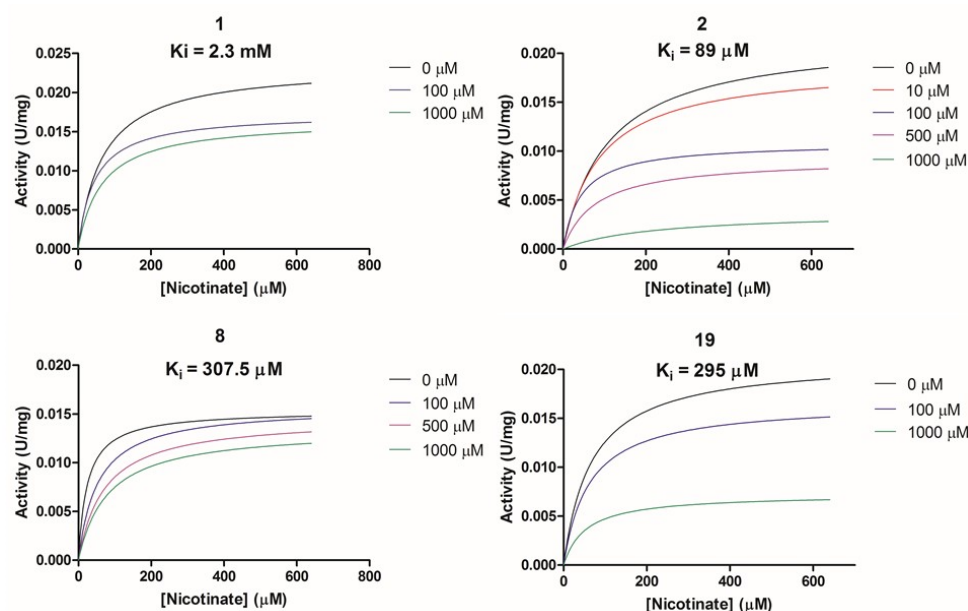 1
Ki = 2.3 mM
0.025
0.020
0.015
0.010
0.005
0.000
Activity (U/mg)
0 200 400 600 800
[Nicotinate] (μM)
0 μM
100 μM
1000 μM
2
Ki = 89 μM
0.020
0.015
0.010
0.005
0.000
Activity (U/mg)
0 200 400 600
[Nicotinate] (μM)
0 μM
10 μM
100 μM
500 μM
1000 μM
8
Ki = 307.5 μM
0.020
0.015
0.010
0.005
0.000
Activity (U/mg)
0 200 400 600 800
[Nicotinate] (μM)
0 μM
100 μM
500 μM
1000 μM
19
Ki = 295 μM
0.020
0.015
0.010
0.005
0.000
Activity (U/mg)
0 200 400 600
[Nicotinate] (μM)
0 μM
100 μM
1000 μM